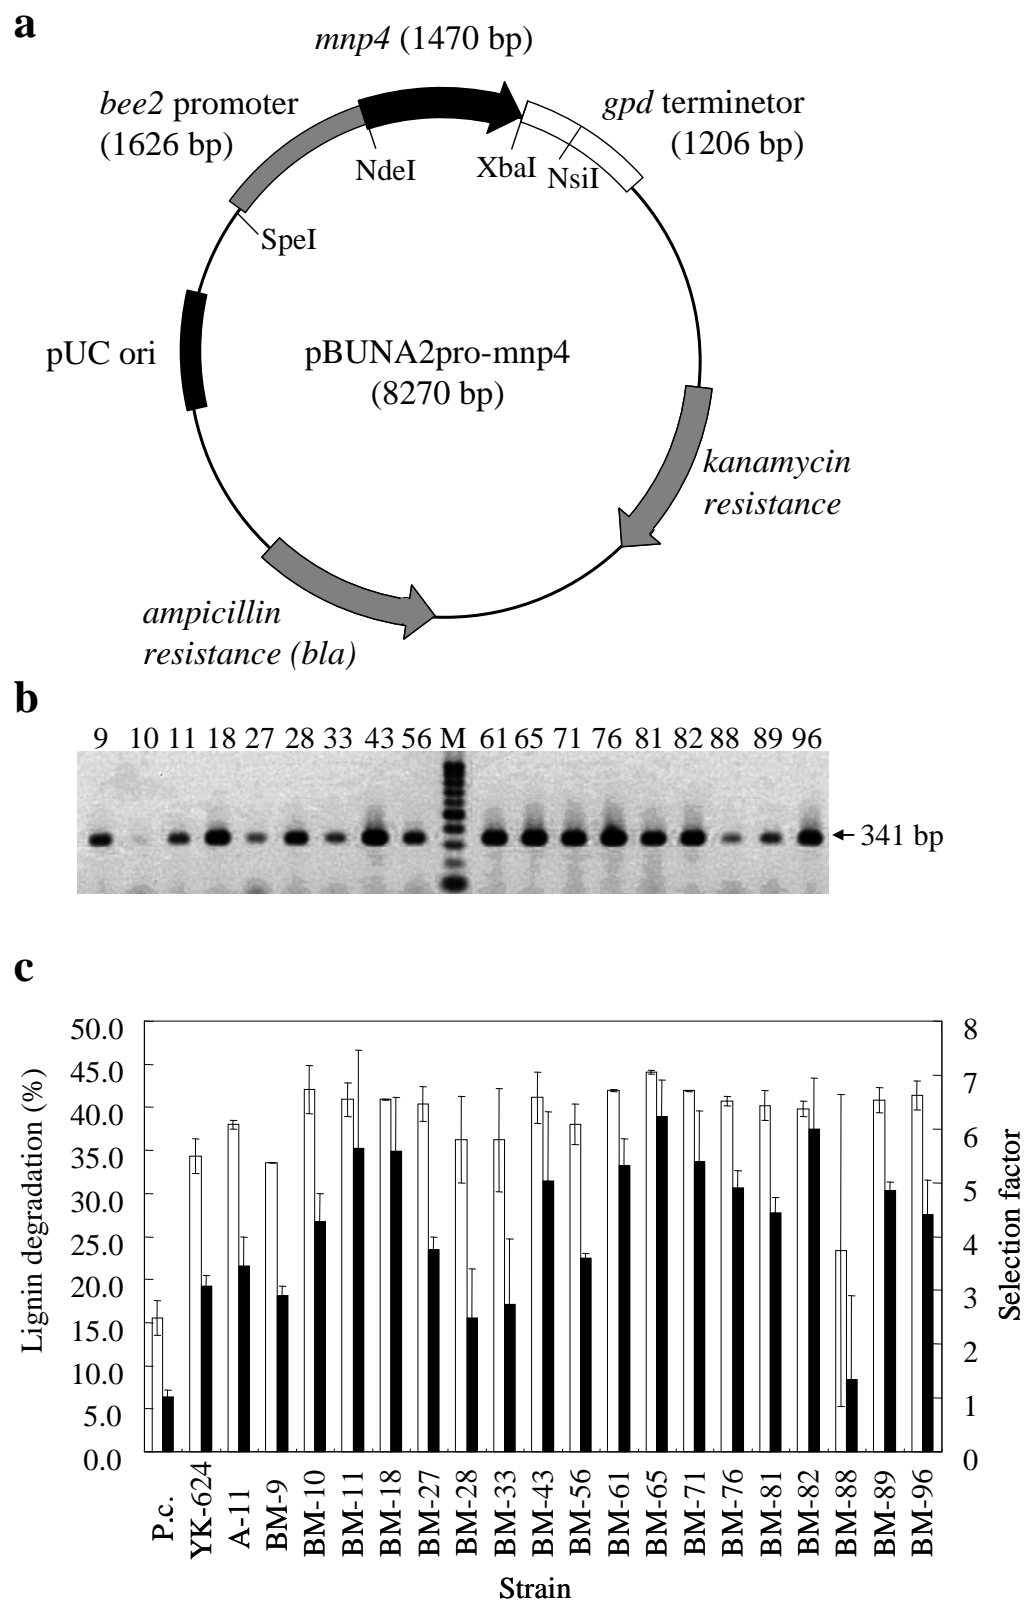 a
mnp4 (1470 bp)
bee2 promoter
(1626 bp)
gpd terminetor
(1206 bp)
NdeI
XbaI
NsiI
SpeI
pUC ori
pBUNA2pro-mnp4
(8270 bp)
kanamycin
resistance
ampicillin
resistance (bla)
b
9 10 11 18 27 28 33 43 56 M 61 65 71 76 81 82 88 89 96
341 bp
c
50.0
45.0
40.0
35.0
30.0
25.0
20.0
15.0
10.0
5.0
0.0
Lignin degradation (%)
8
7
6
5
4
3
2
1
0
Selection factor
P.c.
YK-624
A-11
BM-9
BM-10
BM-11
BM-18
BM-27
BM-28
BM-33
BM-43
BM-56
BM-61
BM-65
BM-71
BM-76
BM-81
BM-82
BM-88
BM-89
BM-96
Strain